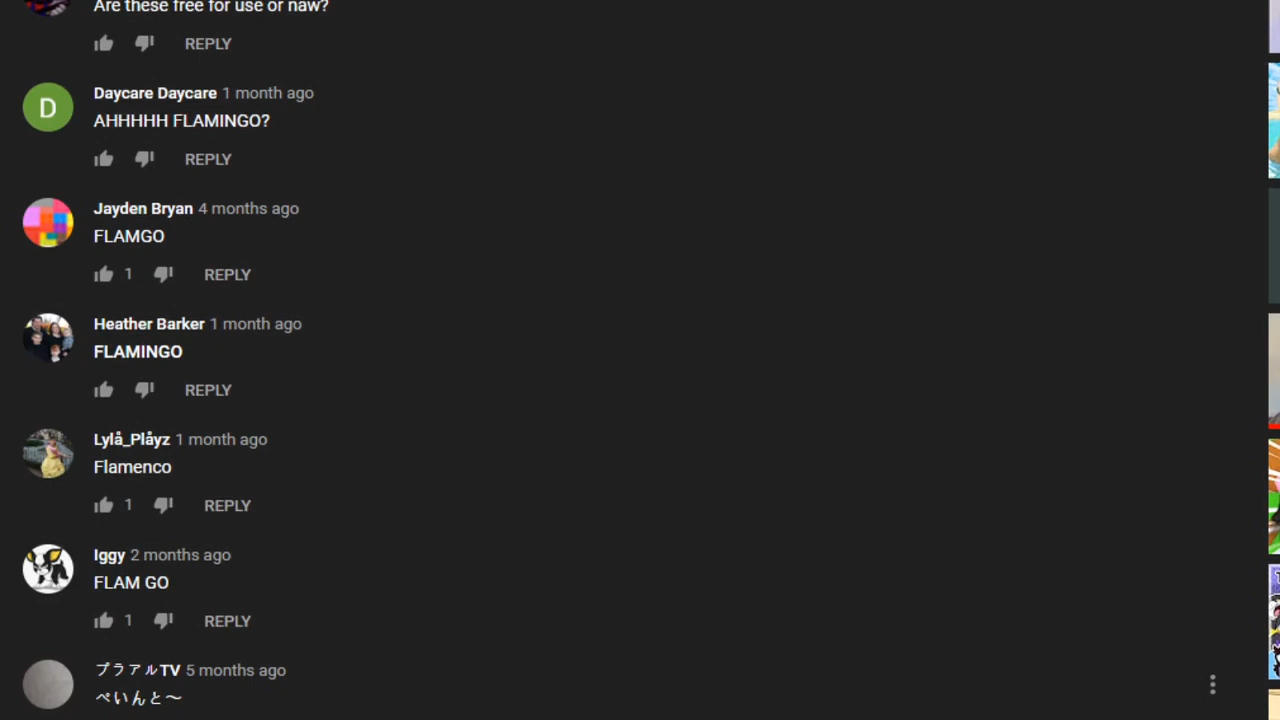 Are these free for use or naw?
REPLY
D
Daycare Daycare 1 month ago
AHHHHH FLAMINGO?
REPLY
Jayden Bryan 4 months ago
FLAMGO
1 REPLY
Heather Barker 1 month ago
FLAMINGO
REPLY
Lylå_Plåyz 1 month ago
Flamenco
1 REPLY
Iggy 2 months ago
FLAM GO
1 REPLY
プラアルTV 5 months ago
ぺいんと〜